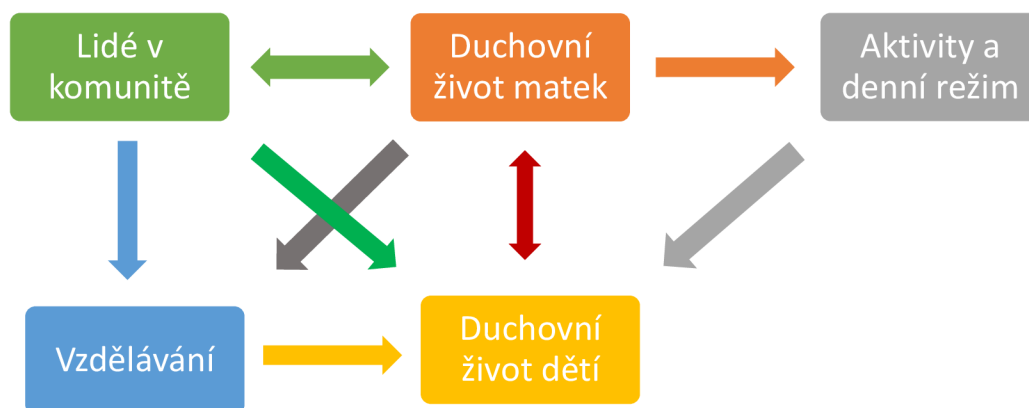 Lidé v
komunitě
Duchovní
život matek
Aktivity a
denní režim
Vzdělávání
Duchovní
život dětí